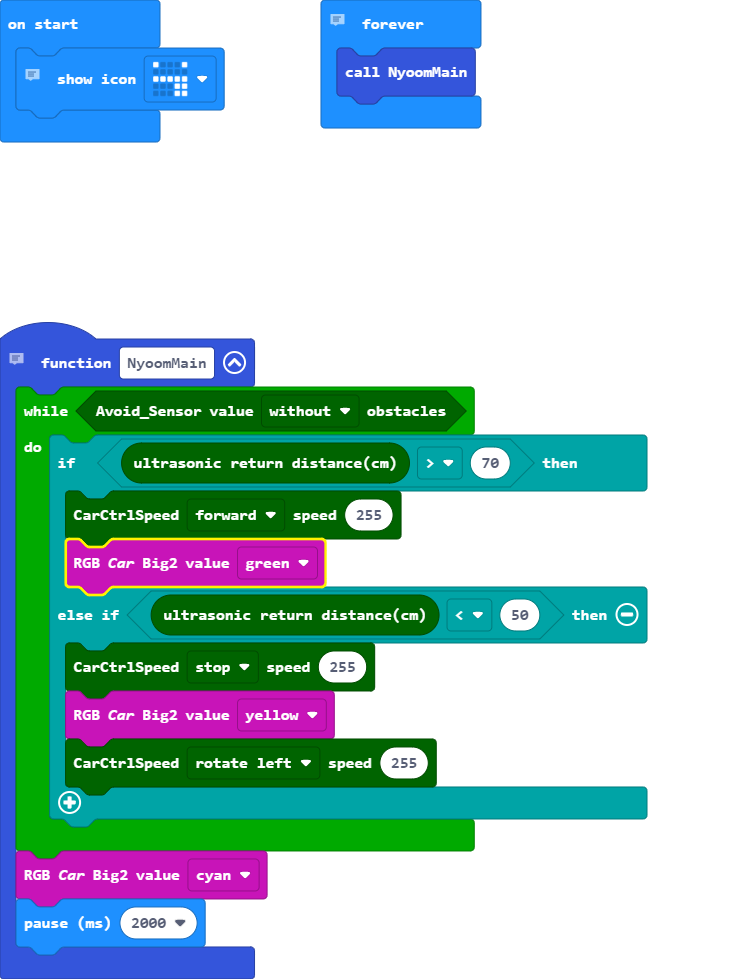 on start
show icon
forever
call NyoomMain
function NyoomMain
while Avoid_Sensor value without obstacles
do
if ultrasonic return distance(cm) > 70 then
CarCtrlSpeed forward speed 255
RGB Car Big2 value green
else if ultrasonic return distance(cm) < 50 then
CarCtrlSpeed stop speed 255
RGB Car Big2 value yellow
CarCtrlSpeed rotate left speed 255
RGB Car Big2 value cyan
pause (ms) 2000